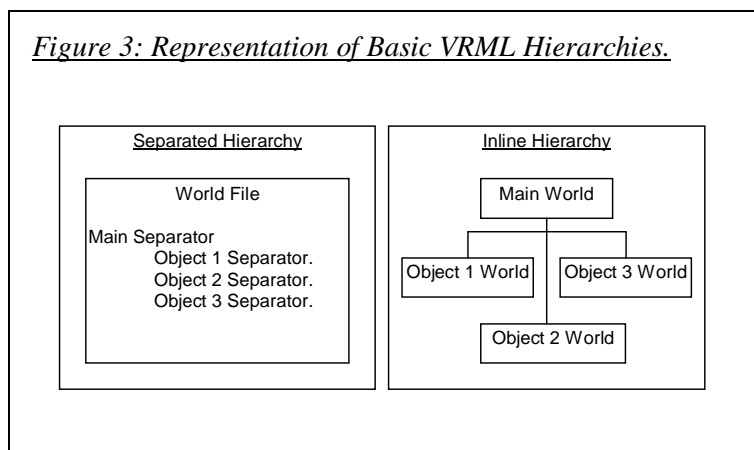 Figure 3: Representation of Basic VRML Hierarchies.
Separated Hierarchy
World File
Main Separator
Object 1 Separator.
Object 2 Separator.
Object 3 Separator.
Inline Hierarchy
Main World
Object 1 World
Object 3 World
Object 2 World